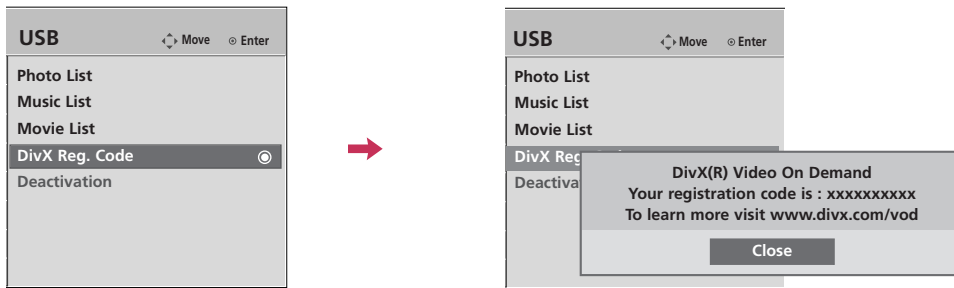 USB Move Enter
Photo List
Music List
Movie List
DivX Reg. Code
Deactivation
USB Move Enter
Photo List
Music List
Movie List
DivX Reg
Deactiva
DivX(R) Video On Demand
Your registration code is : xxxxxxxxxx
To learn more visit www.divx.com/vod
Close